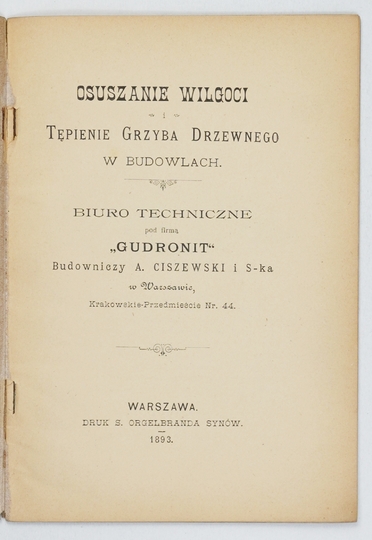 OSUSZANIE WILGOCI
i
TĘPIENIE GRZYBA DRZEWNEGO
W BUDOWLACH.
BIURO TECHNICZNE
pod firmą
„GUDRONIT“
Budowniczy A. CISZEWSKI i S-ka
w Warszawie,
Krakowskie-Przedmieście Nr. 44.
WARSZAWA.
DRUK S. ORGELBRANDA SYNÓW.
1893.